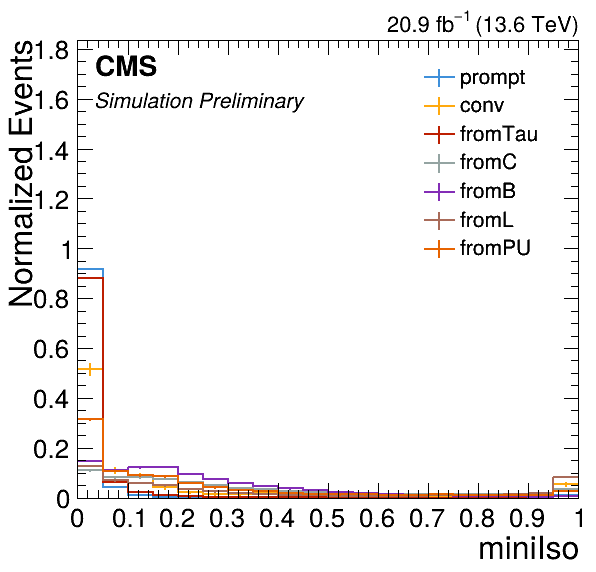 20.9 fb⁻¹ (13.6 TeV)
CMS
Simulation Preliminary
prompt
conv
fromTau
fromC
fromB
fromL
fromPU
Normalized Events
1.8
1.6
1.4
1.2
1
0.8
0.6
0.4
0.2
0
0 0.1 0.2 0.3 0.4 0.5 0.6 0.7 0.8 0.9 1
miniIso